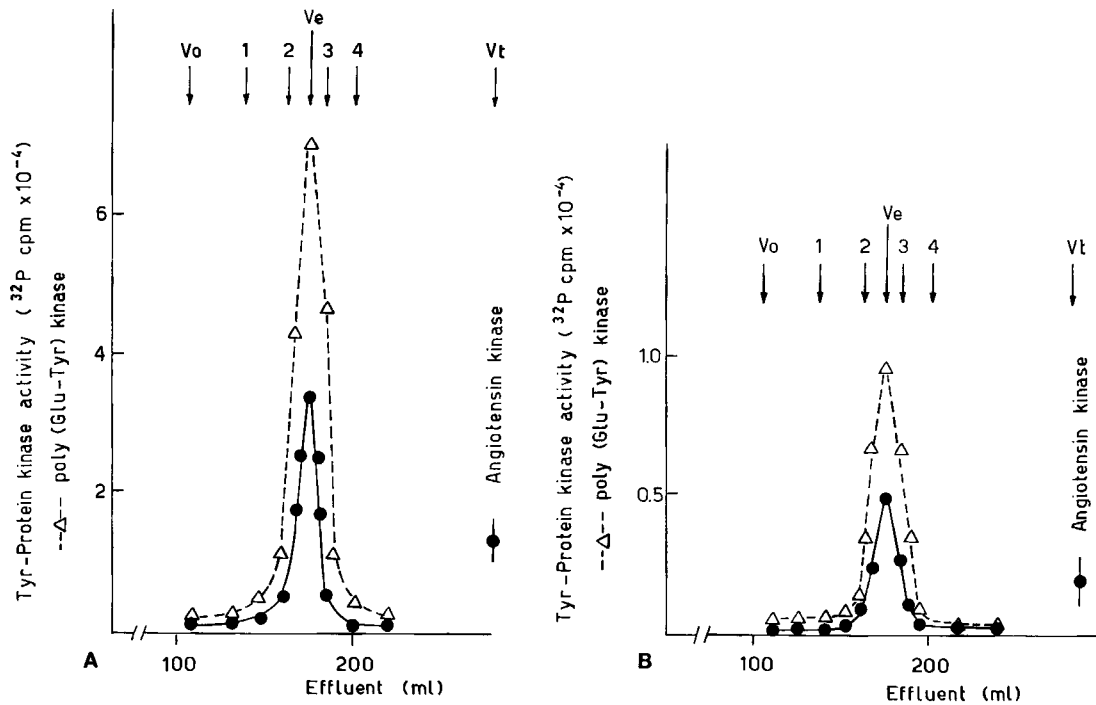 Tyr-Protein kinase activity ( ³²P cpm x10⁻⁴)
--△-- poly (Glu-Tyr) kinase
Vo 1 2 Ve 3 4 Vt
6
4
2
100 200
Effluent (ml)
A
● Angiotensin kinase
Tyr-Protein kinase activity ( ³²P cpm x10⁻⁴)
--△-- poly (Glu-Tyr) kinase
Vo 1 2 Ve 3 4 Vt
1.0
0.5
100 200
Effluent (ml)
B
● Angiotensin kinase